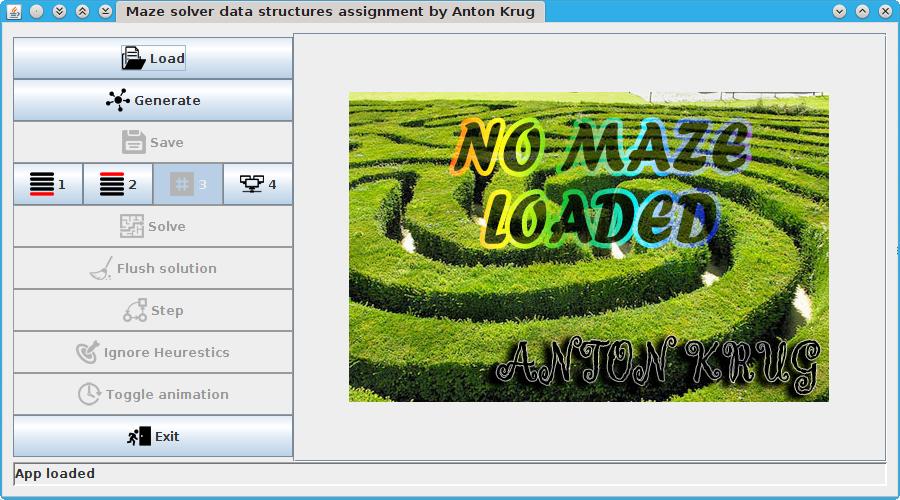 Maze solver data structures assignment by Anton Krug
Load
Generate
Save
1 2 3 4
Solve
Flush solution
Step
Ignore Heurestics
Toggle animation
Exit
NO MAZE
LOADED
ANTON KRUG
App loaded